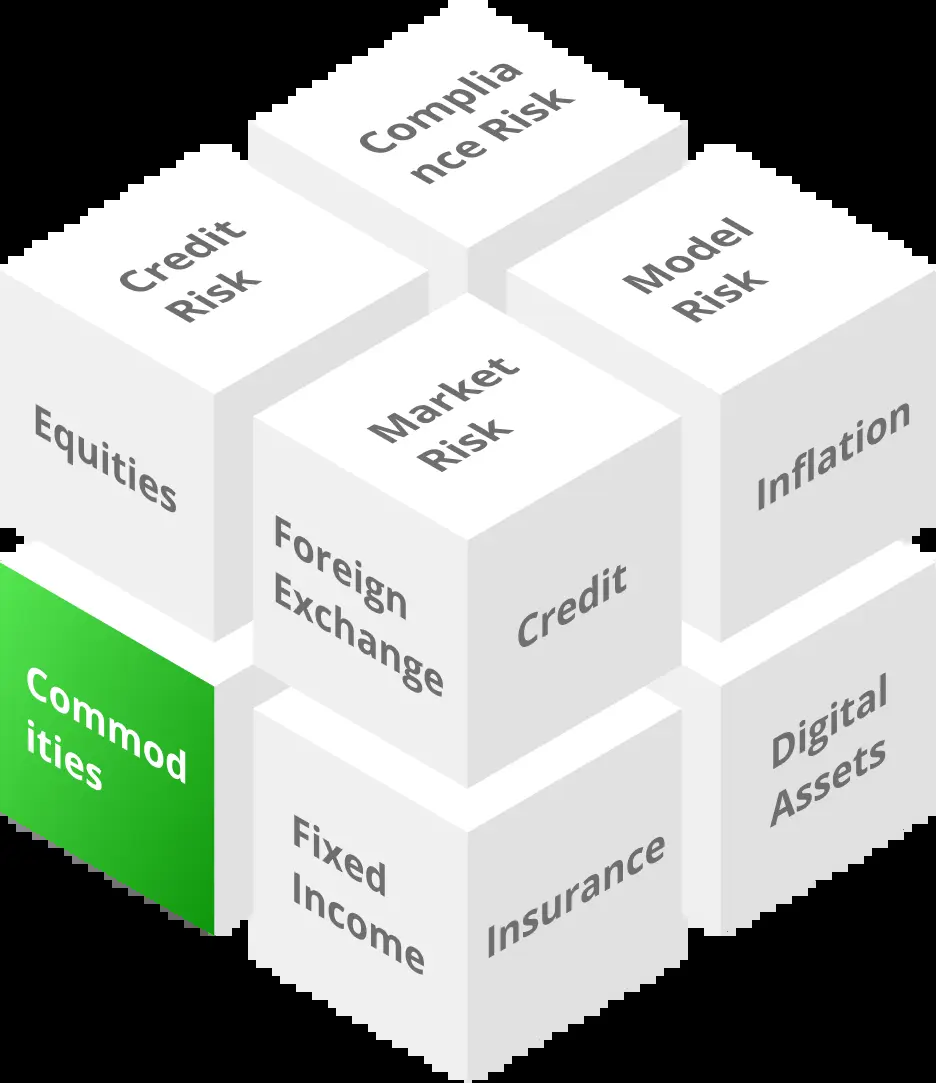 Complia
nce Risk
Credit
Risk
Model
Risk
Market
Risk
Equities
Inflation
Foreign
Exchange
Credit
Commod
ities
Digital
Assets
Fixed
Income
Insurance